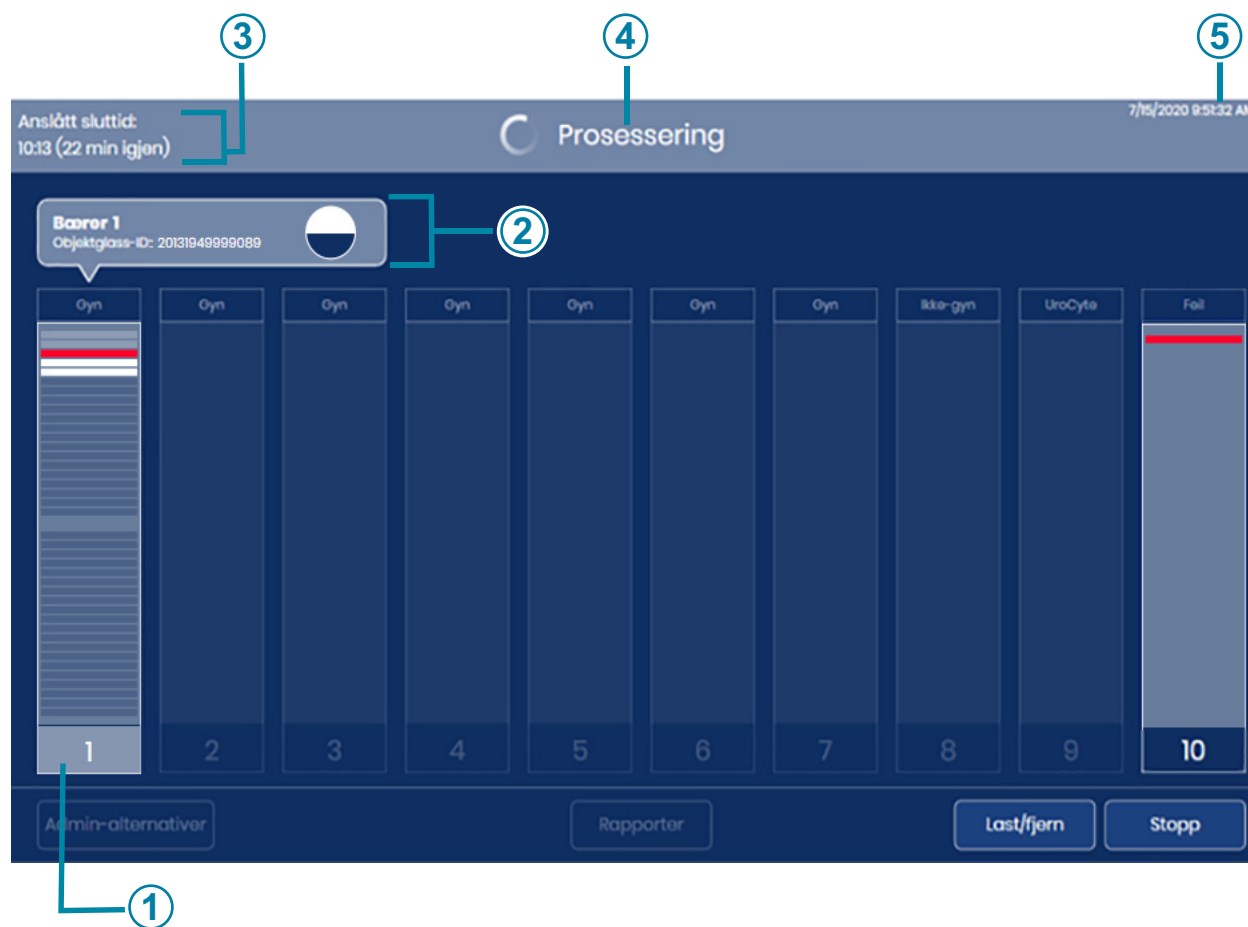 3
4
5
Anslått sluttid:
10:13 (22 min igjen)
Prosessering
7/15/2020 9:51:32 AM
Bærer 1
Objektglass-ID: 20131949999089
2
Gyn Gyn Gyn Gyn Gyn Gyn Gyn Ikke-gyn UroCyte Feil
1 2 3 4 5 6 7 8 9 10
Admin-alternativer Rapporter Last/fjern Stopp
1